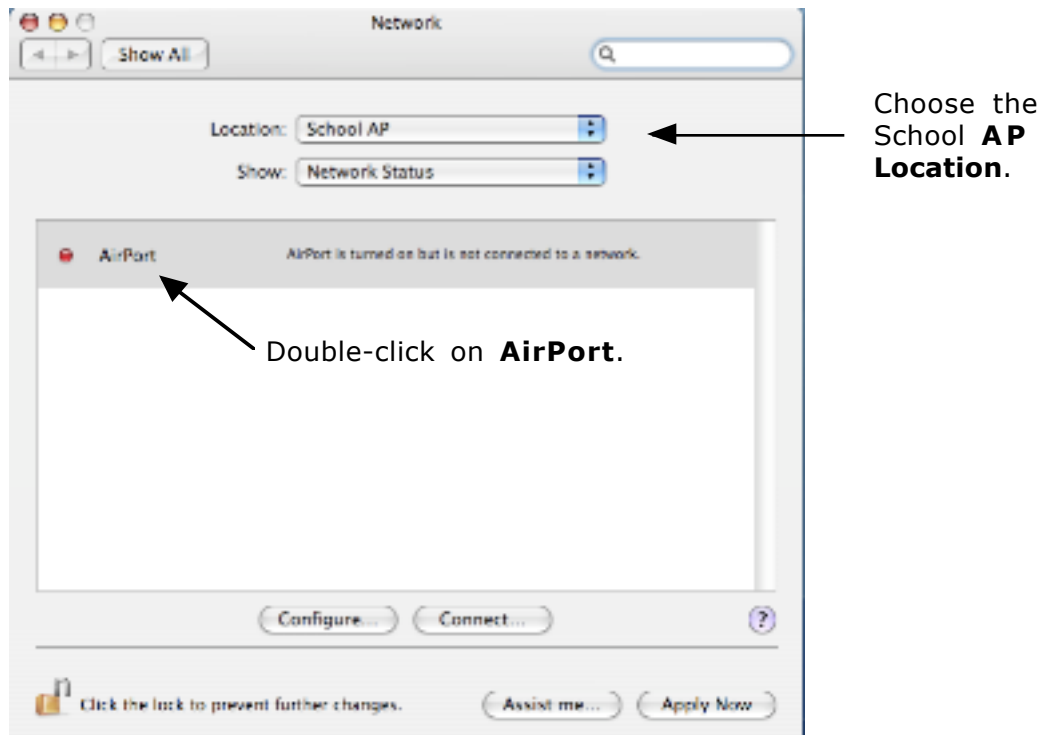 Network
Show All
Choose the
School AP
Location.
Location: School AP
Show: Network Status
AirPort AirPort is turned on but is not connected to a network.
Double-click on AirPort.
Configure... Connect... ?
Click the lock to prevent further changes. Assist me... Apply Now